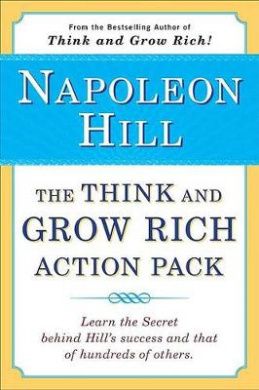 From the Bestselling Author of
Think and Grow Rich!
NAPOLEON
HILL
THE THINK AND
GROW RICH
ACTION PACK
Learn the Secret
behind Hill's success and that
of hundreds of others.